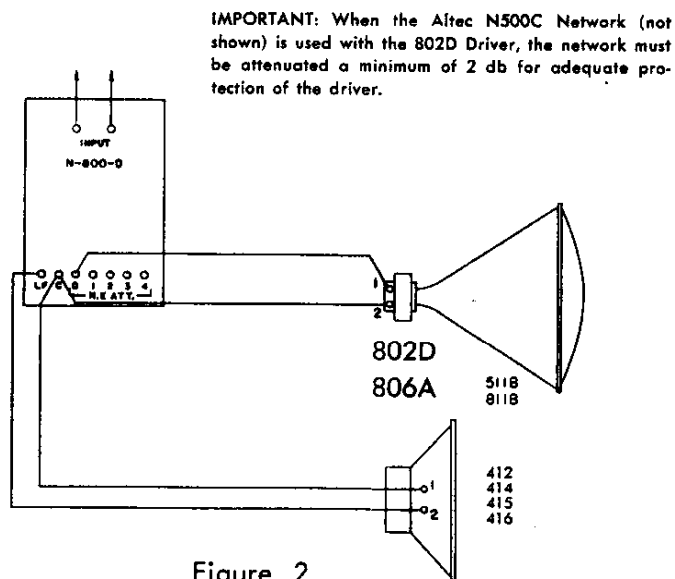 IMPORTANT: When the Altec N500C Network (not
shown) is used with the 802D Driver, the network must
be attenuated a minimum of 2 db for adequate pro-
tection of the driver.
INPUT
N-800-D
LF C 0 1 2 3 4
H.F. ATT.
1
2
802D
806A
511B
811B
1
2
412
414
415
416
Figure 2